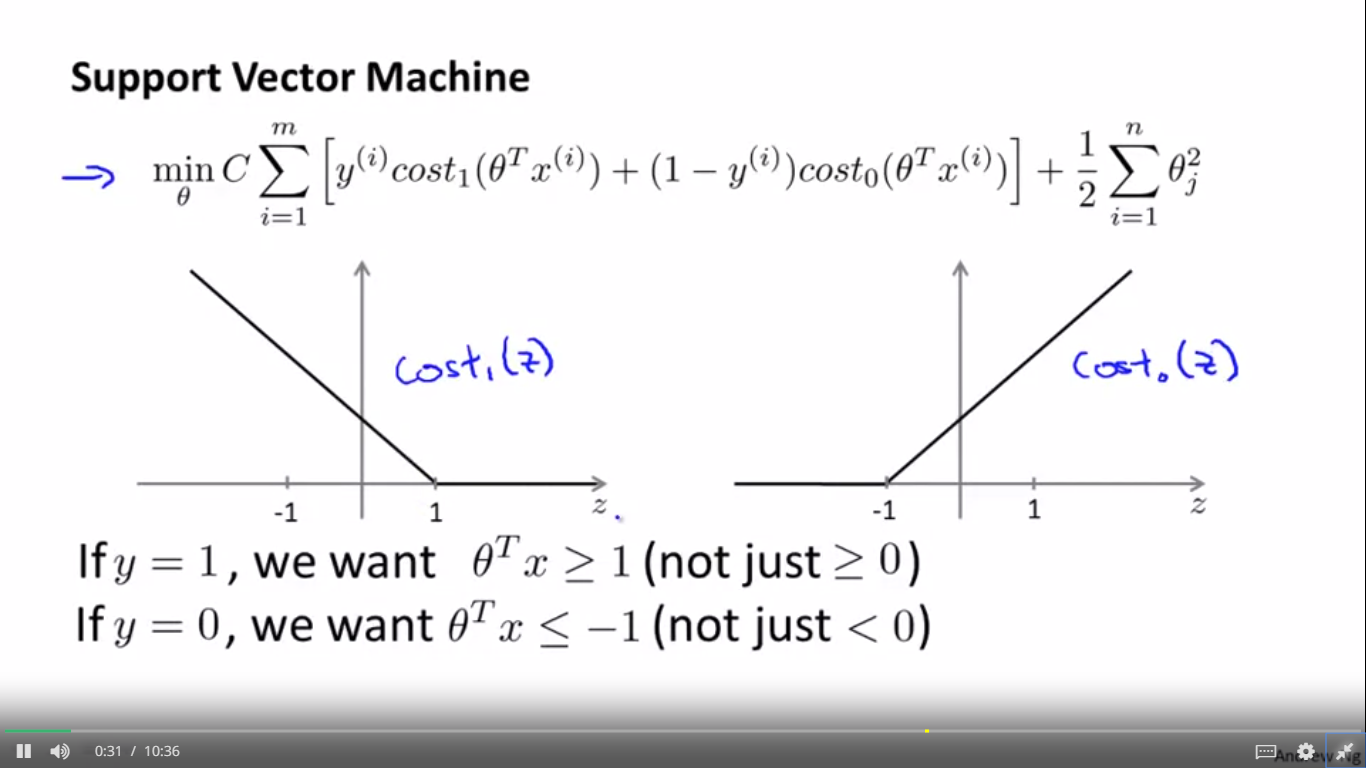 Support Vector Machine
→ min_θ C ∑_{i=1}^{m} [ y^{(i)} cost_1(θ^T x^{(i)}) + (1 − y^{(i)}) cost_0(θ^T x^{(i)}) ] + 1/2 ∑_{i=1}^{n} θ_j^2
cost_1(z)
-1 1 z
cost_0(z)
-1 1 z
If y = 1, we want θ^T x ≥ 1 (not just ≥ 0)
If y = 0, we want θ^T x ≤ −1 (not just < 0)
0:31 / 10:36
Andrew Ng